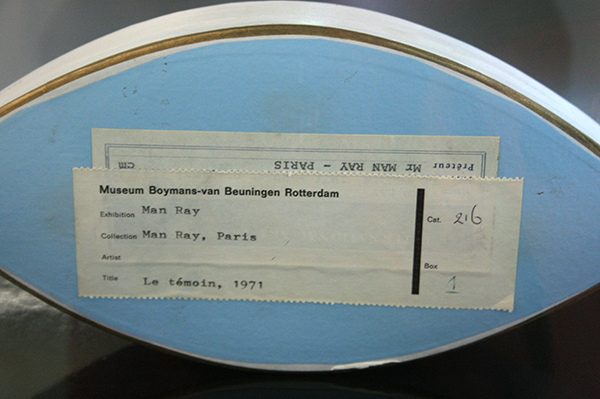 Prêteur Mr MAN RAY - PARIS
CM
Museum Boymans-van Beuningen Rotterdam
Exhibition Man Ray
Collection Man Ray, Paris
Artist
Title Le témoin, 1971
Cat. 216
Box
1